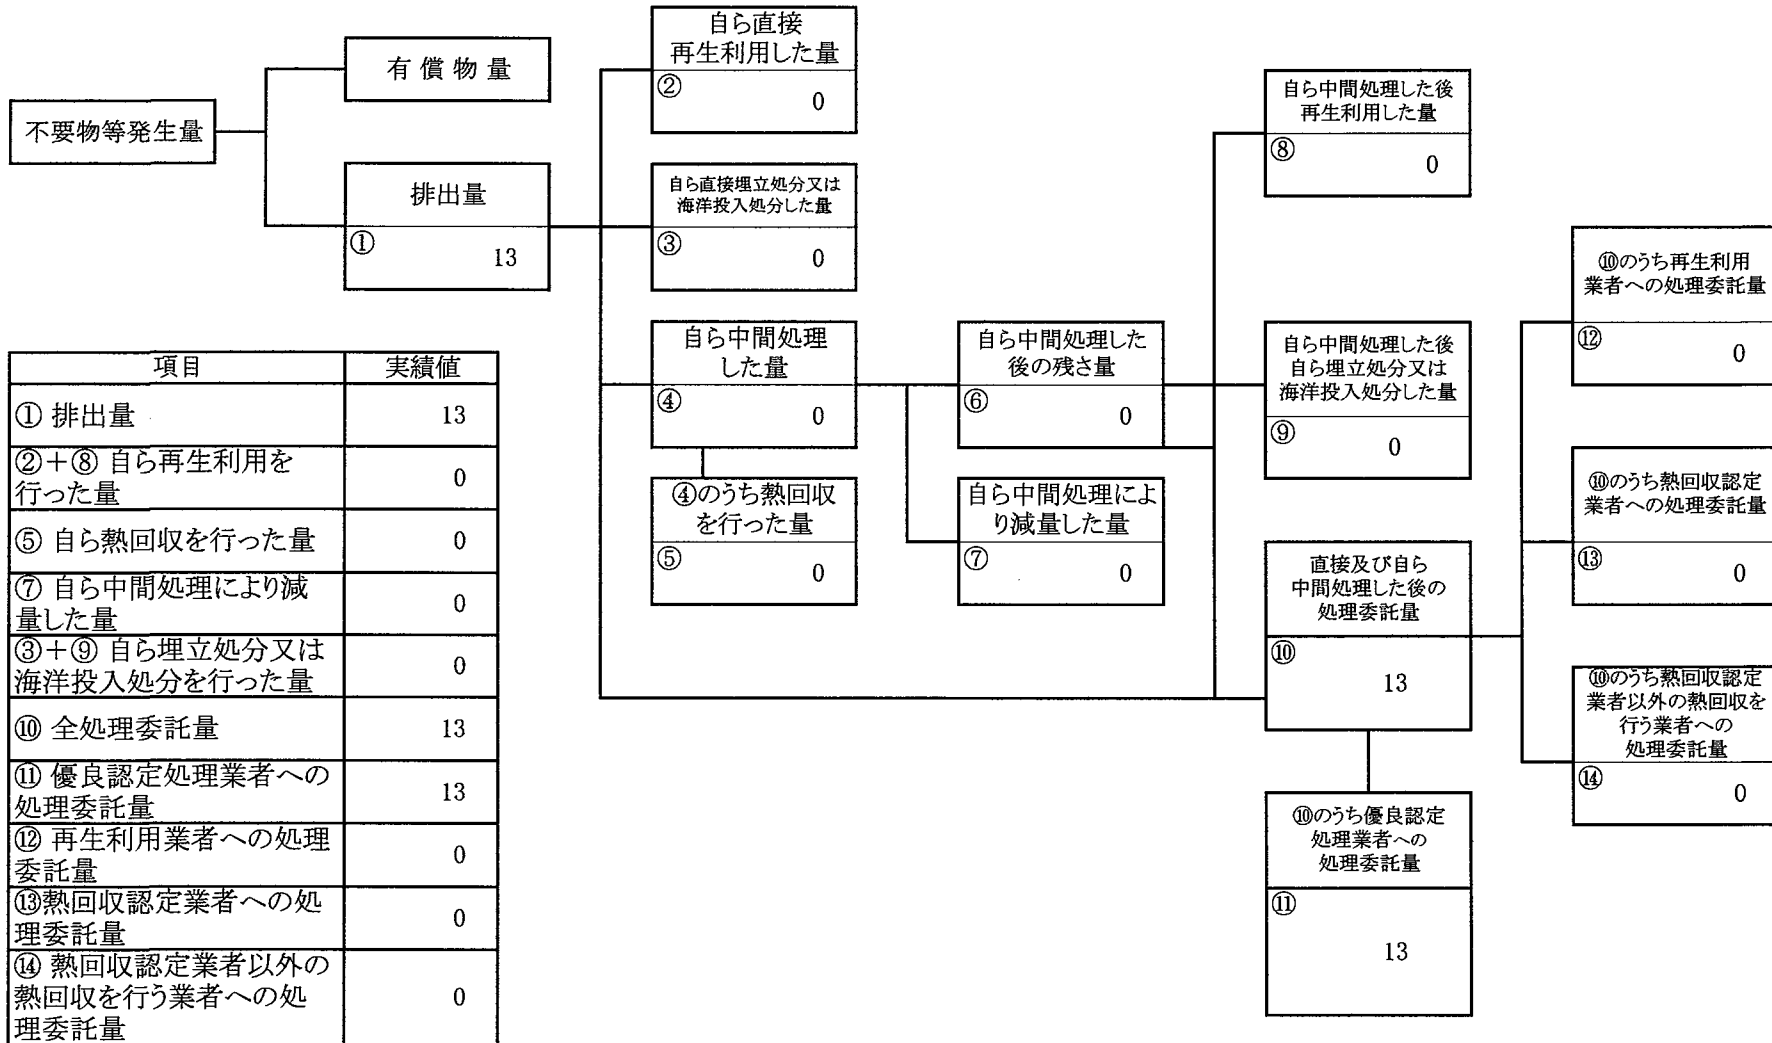 不要物等発生量
有償物量
排出量
①
13
自ら直接
再生利用した量
②
0
自ら直接埋立処分又は
海洋投入処分した量
③
0
自ら中間処理
した量
④
0
④のうち熱回収
を行った量
⑤
0
自ら中間処理した
後の残さ量
⑥
0
自ら中間処理によ
り減量した量
⑦
0
自ら中間処理した後
再生利用した量
⑧
0
自ら中間処理した後
自ら埋立処分又は
海洋投入処分した量
⑨
0
直接及び自ら
中間処理した後の
処理委託量
⑩
13
⑩のうち優良認定
処理業者への
処理委託量
⑪
13
⑩のうち再生利用
業者への処理委託量
⑫
0
⑩のうち熱回収認定
業者への処理委託量
⑬
0
⑩のうち熱回収認定
業者以外の熱回収を
行う業者への
処理委託量
⑭
0
項目 実績値
① 排出量 13
②+⑧ 自ら再生利用を
行った量 0
⑤ 自ら熱回収を行った量 0
⑦ 自ら中間処理により減
量した量 0
③+⑨ 自ら埋立処分又は
海洋投入処分を行った量 0
⑩ 全処理委託量 13
⑪ 優良認定処理業者への
処理委託量 13
⑫ 再生利用業者への処理
委託量 0
⑬熱回収認定業者への処
理委託量 0
⑭ 熱回収認定業者以外の
熱回収を行う業者への処
理委託量 0